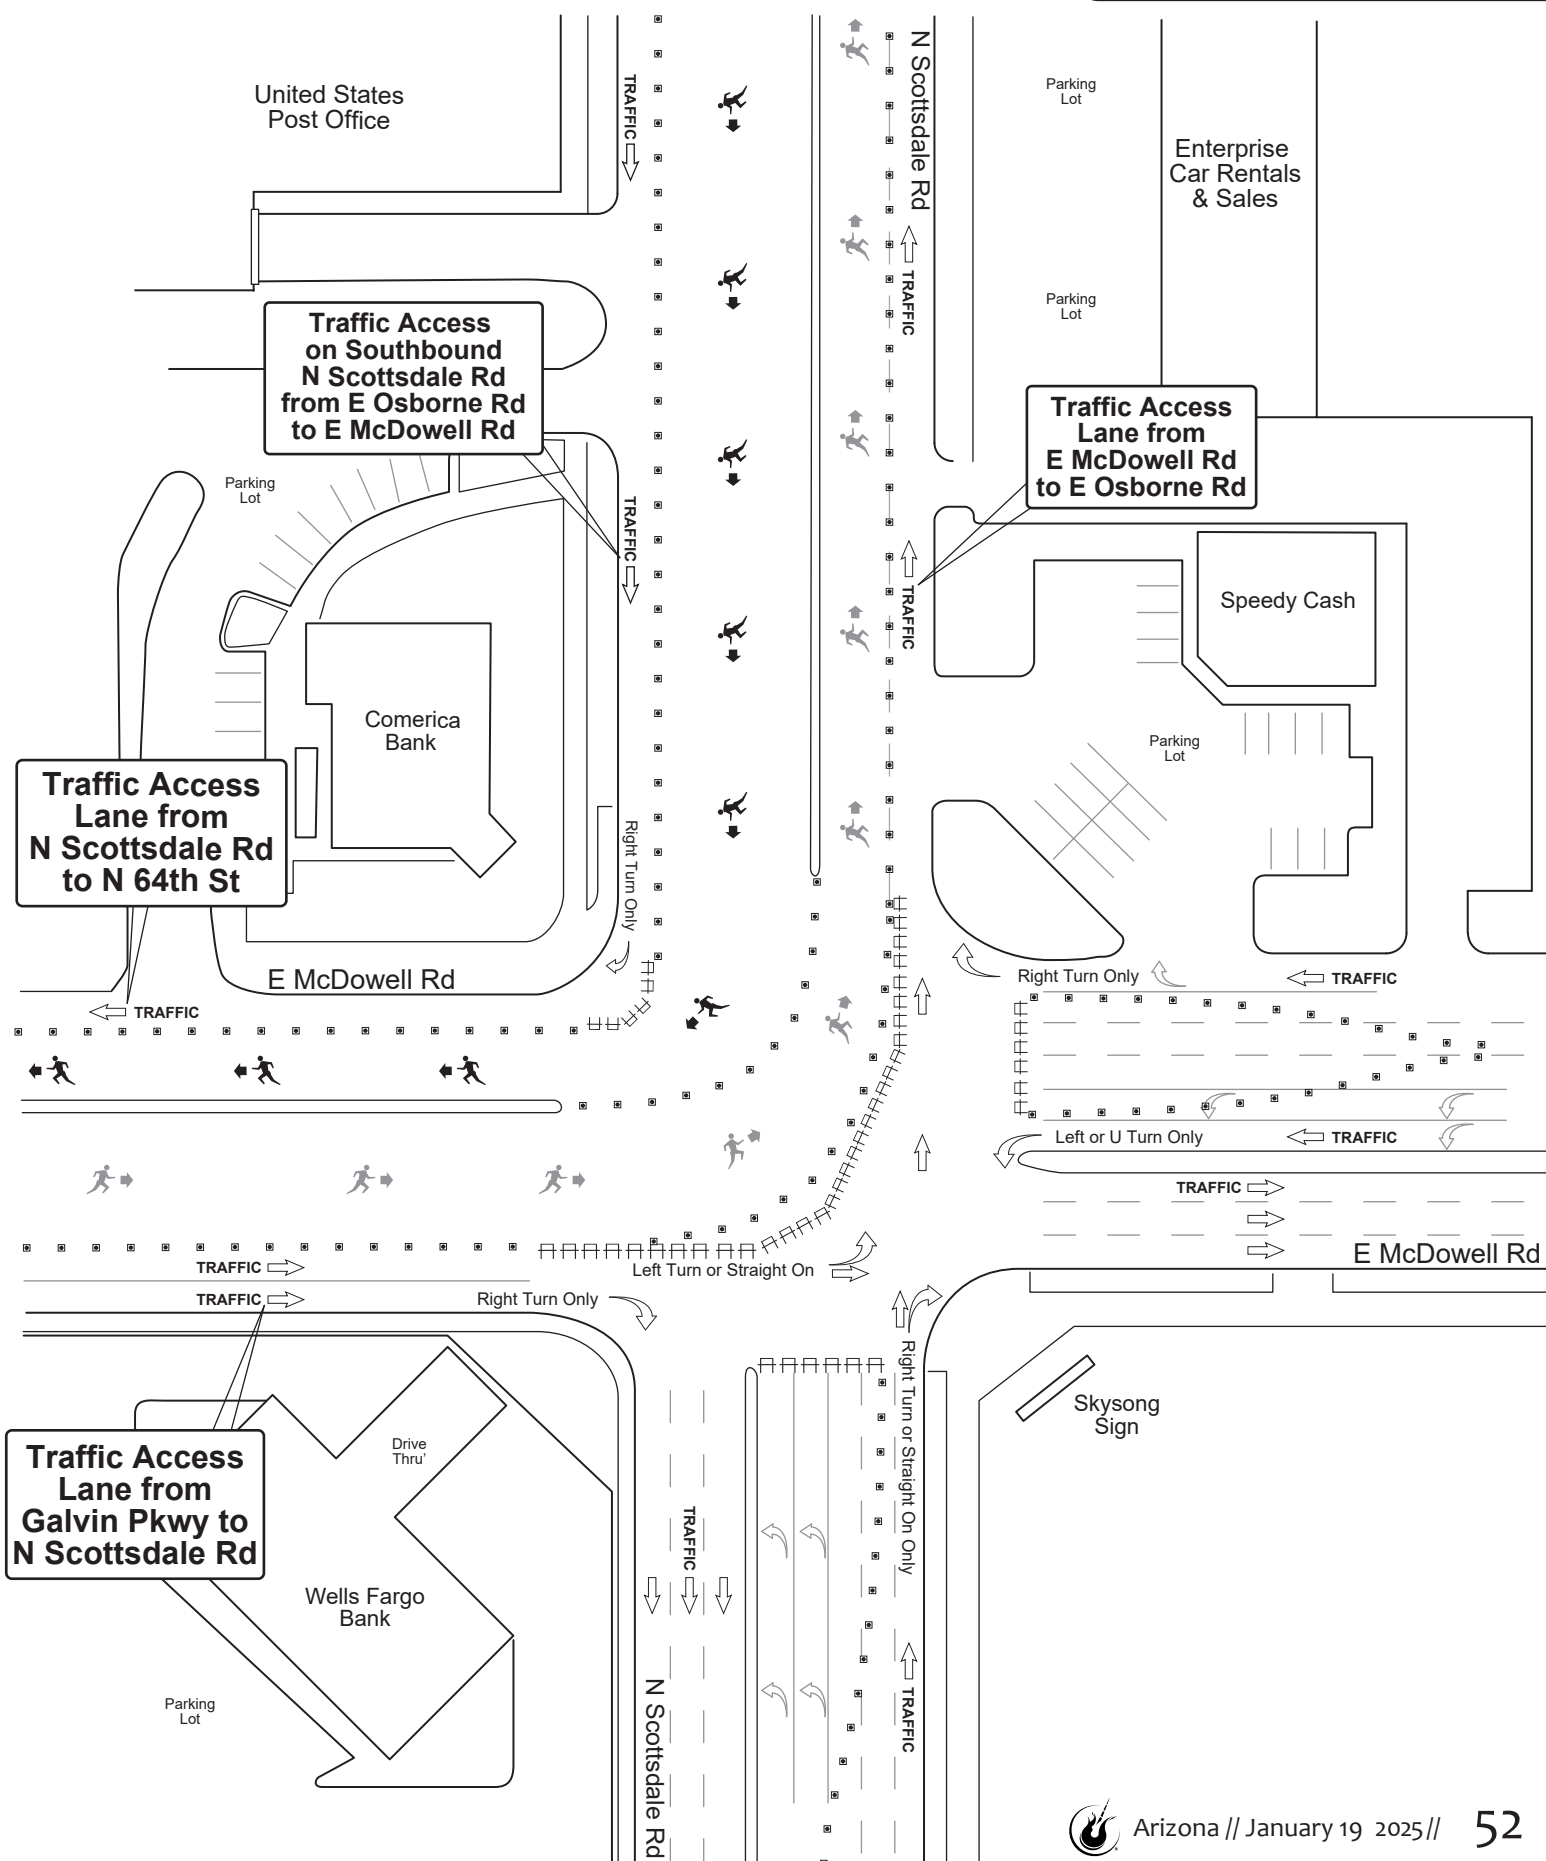 United States
Post Office
TRAFFIC
N Scottsdale Rd
Parking
Lot
Enterprise
Car Rentals
& Sales
TRAFFIC
Parking
Lot
Traffic Access
on Southbound
N Scottsdale Rd
from E Osborne Rd
to E McDowell Rd
Traffic Access
Lane from
E McDowell Rd
to E Osborne Rd
Parking
Lot
TRAFFIC
TRAFFIC
Speedy Cash
Comerica
Bank
Parking
Lot
Traffic Access
Lane from
N Scottsdale Rd
to N 64th St
Right Turn Only
E McDowell Rd
Right Turn Only
TRAFFIC
TRAFFIC
Left or U Turn Only
TRAFFIC
TRAFFIC
E McDowell Rd
TRAFFIC
Left Turn or Straight On
TRAFFIC
Right Turn Only
Right Turn or Straight On Only
Skysong
Sign
Drive
Thru'
Traffic Access
Lane from
Galvin Pkwy to
N Scottsdale Rd
TRAFFIC
Wells Fargo
Bank
Parking
Lot
N Scottsdale Rd
TRAFFIC
Arizona // January 19 2025 // 52